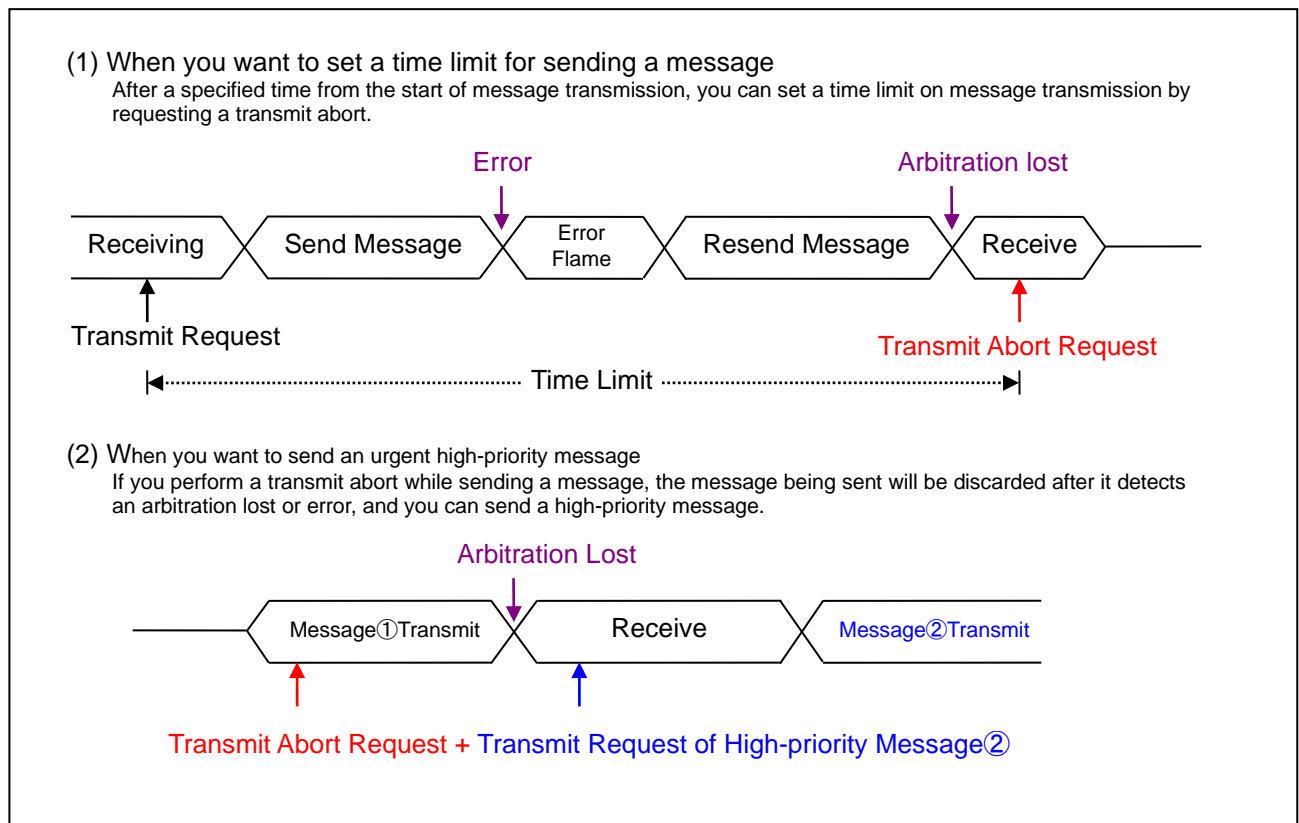 (1) When you want to set a time limit for sending a message
After a specified time from the start of message transmission, you can set a time limit on message transmission by
requesting a transmit abort.
Error
Arbitration lost
Receiving
Send Message
Error
Flame
Resend Message
Receive
Transmit Request
Transmit Abort Request
Time Limit
(2) When you want to send an urgent high-priority message
If you perform a transmit abort while sending a message, the message being sent will be discarded after it detects
an arbitration lost or error, and you can send a high-priority message.
Arbitration Lost
Message①Transmit
Receive
Message②Transmit
Transmit Abort Request + Transmit Request of High-priority Message②